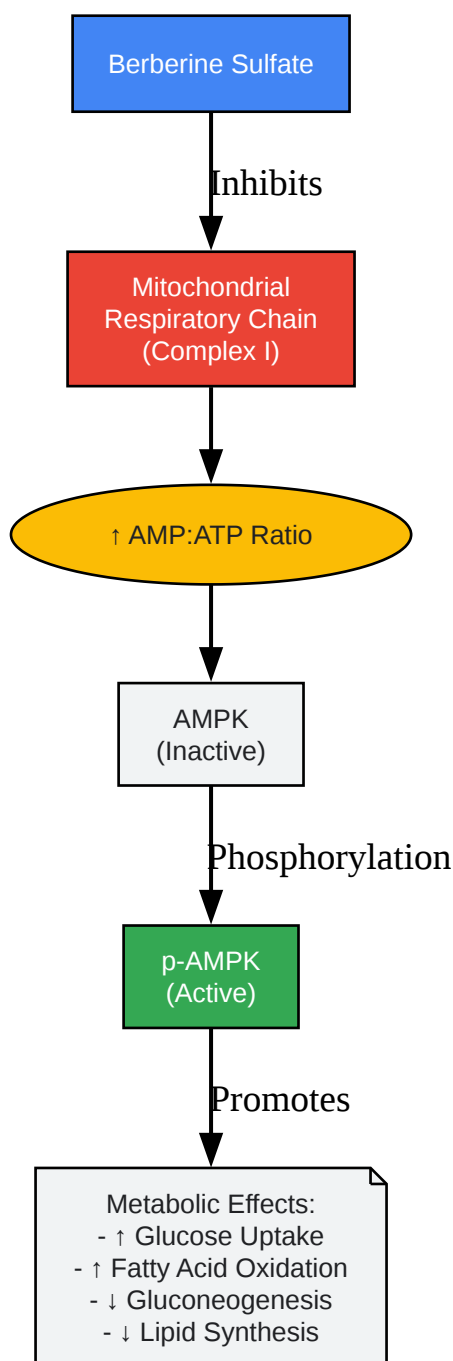 Berberine Sulfate
Inhibits
Mitochondrial
Respiratory Chain
(Complex I)
↑ AMP:ATP Ratio
AMPK
(Inactive)
Phosphorylation
p-AMPK
(Active)
Promotes
Metabolic Effects:
- ↑ Glucose Uptake
- ↑ Fatty Acid Oxidation
- ↓ Gluconeogenesis
- ↓ Lipid Synthesis